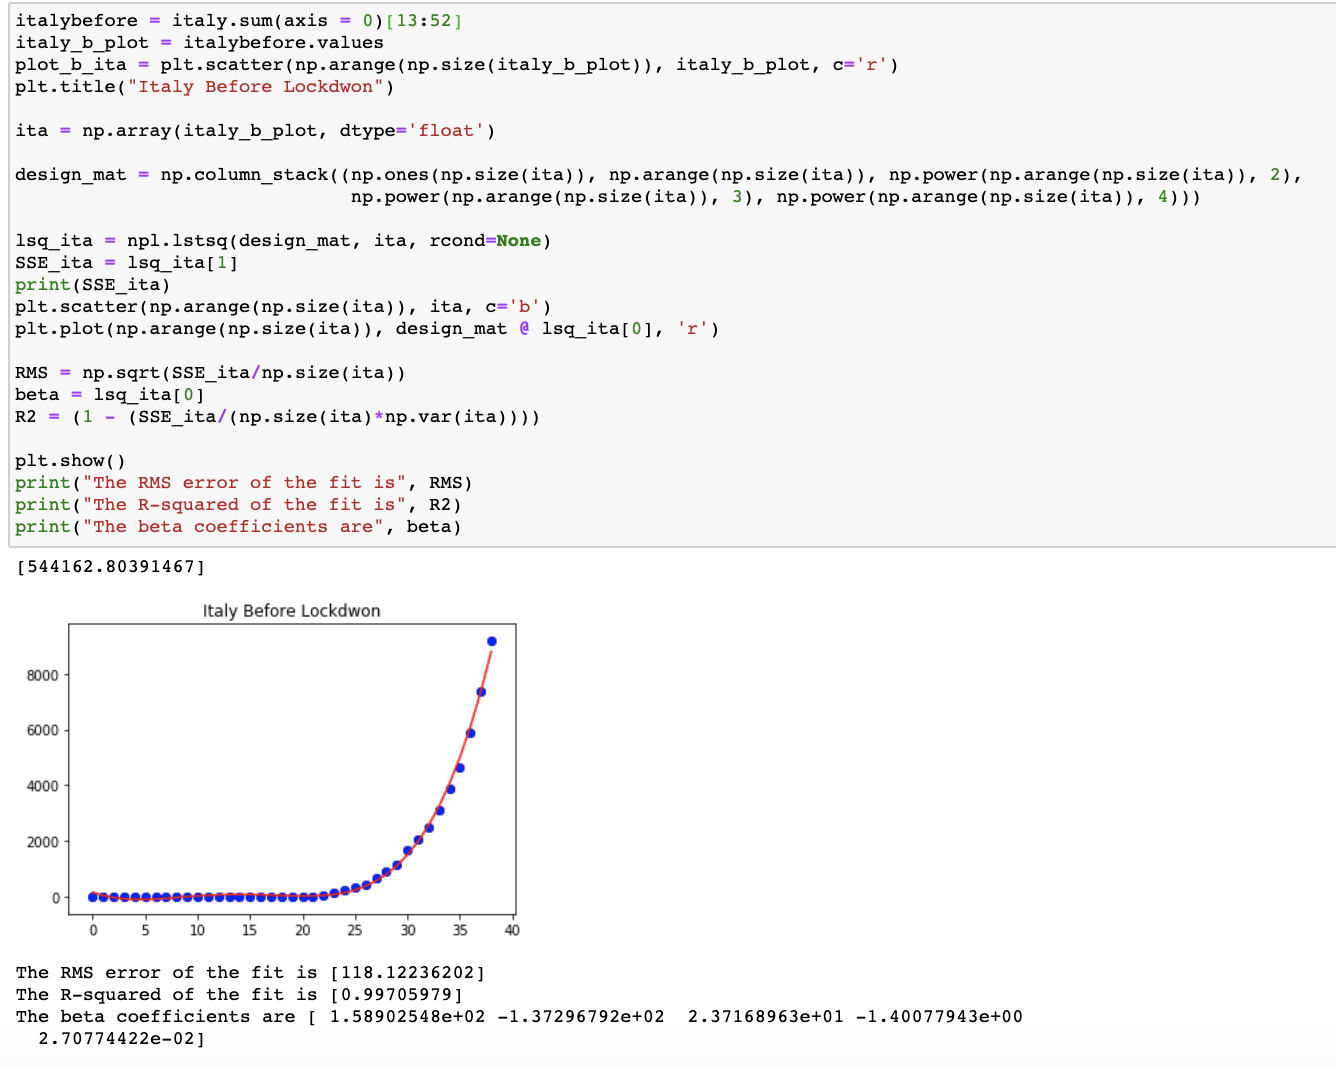 italybefore = italy.sum(axis = 0)[13:52]
italy_b_plot = italybefore.values
plot_b_ita = plt.scatter(np.arange(np.size(italy_b_plot)), italy_b_plot, c='r')
plt.title("Italy Before Lockdwon")
ita = np.array(italy_b_plot, dtype='float')
design_mat = np.column_stack((np.ones(np.size(ita)), np.arange(np.size(ita)), np.power(np.arange(np.size(ita)), 2),
np.power(np.arange(np.size(ita)), 3), np.power(np.arange(np.size(ita)), 4)))
lsq_ita = npl.lstsq(design_mat, ita, rcond=None)
SSE_ita = lsq_ita[1]
print(SSE_ita)
plt.scatter(np.arange(np.size(ita)), ita, c='b')
plt.plot(np.arange(np.size(ita)), design_mat @ lsq_ita[0], 'r')
RMS = np.sqrt(SSE_ita/np.size(ita))
beta = lsq_ita[0]
R2 = (1 - (SSE_ita/(np.size(ita)*np.var(ita))))
plt.show()
print("The RMS error of the fit is", RMS)
print("The R-squared of the fit is", R2)
print("The beta coefficients are", beta)
[544162.80391467]
Italy Before Lockdwon
8000
6000
4000
2000
0
0 5 10 15 20 25 30 35 40
The RMS error of the fit is [118.12236202]
The R-squared of the fit is [0.99705979]
The beta coefficients are [ 1.58902548e+02 -1.37296792e+02  2.37168963e+01 -1.40077943e+00
2.70774422e-02]